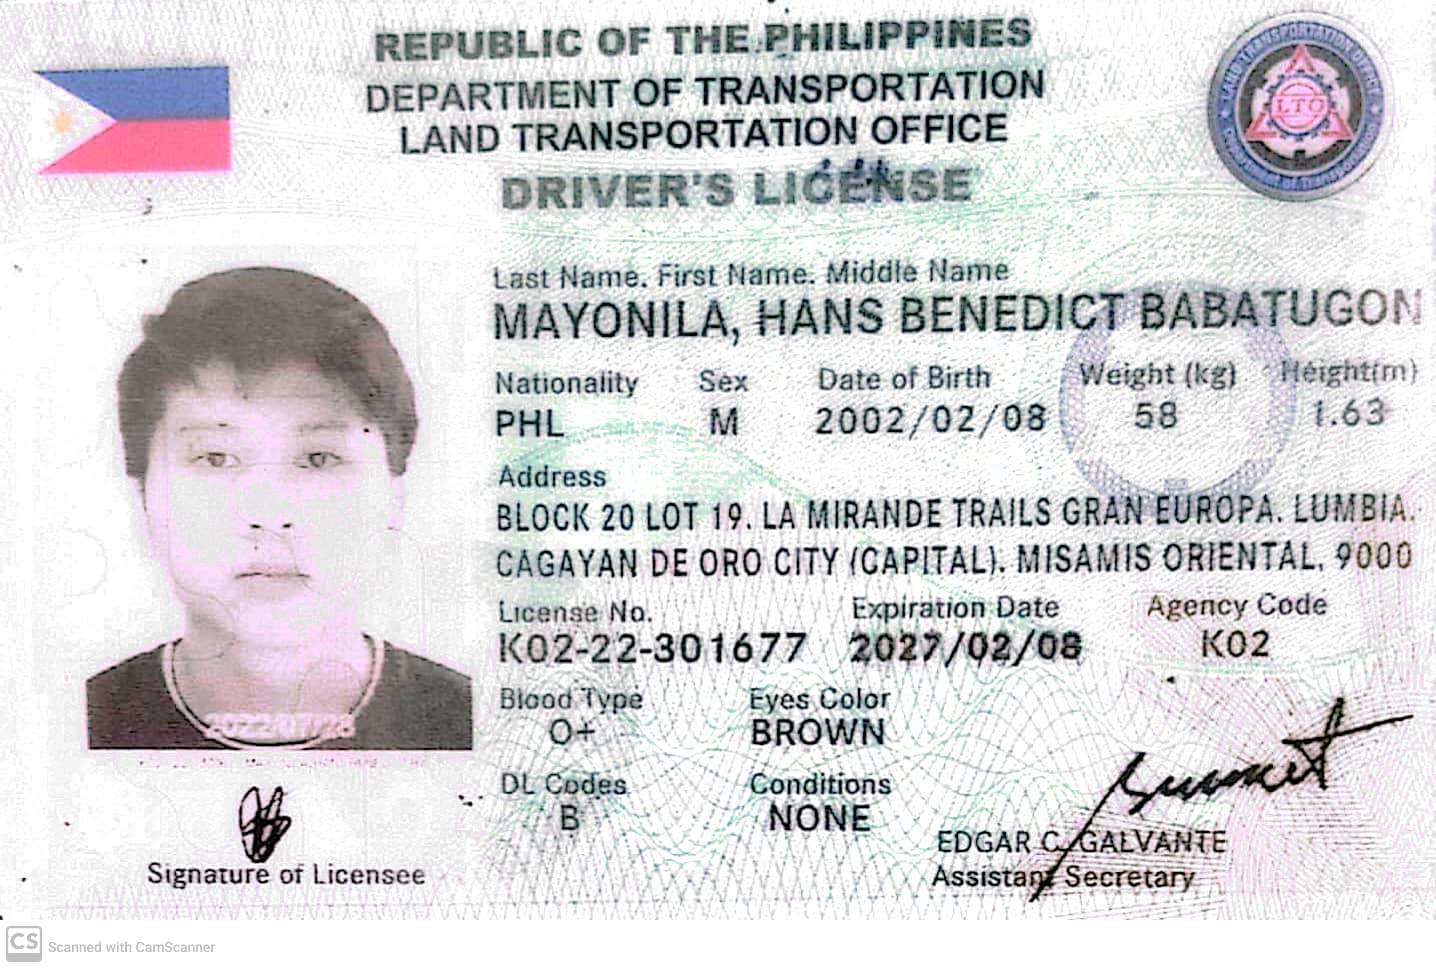 REPUBLIC OF THE PHILIPPINES
DEPARTMENT OF TRANSPORTATION
LAND TRANSPORTATION OFFICE
DRIVER'S LICENSE
LAND TRANSPORTATION OFFICE
LTO
Last Name. First Name. Middle Name
MAYONILA, HANS BENEDICT BABATUGON
Nationality Sex Date of Birth Weight (kg) Height(m)
PHL M 2002/02/08 58 1.63
Address
BLOCK 20 LOT 19. LA MIRANDE TRAILS GRAN EUROPA. LUMBIA.
CAGAYAN DE ORO CITY (CAPITAL). MISAMIS ORIENTAL. 9000
License No. Expiration Date Agency Code
K02-22-301677 2027/02/08 K02
Blood Type Eyes Color
O+ BROWN
DL Codes Conditions
B NONE
EDGAR C. GALVANTE
Assistant Secretary
Signature of Licensee
CS Scanned with CamScanner